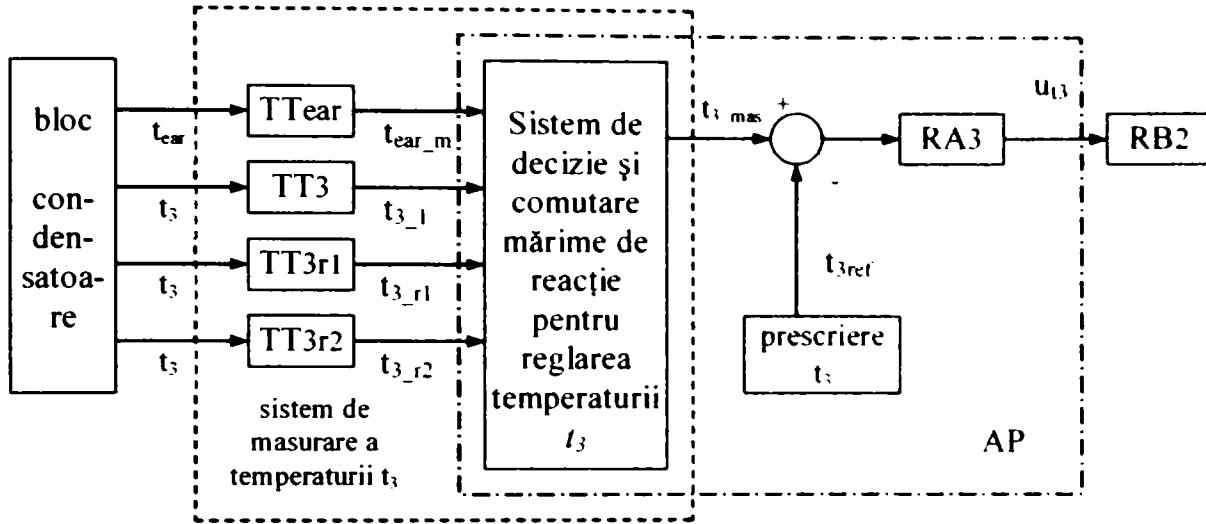 bloc
con-
den-
satoa-
re
t_ear
t_3
t_3
t_3
TTear
TT3
TT3r1
TT3r2
t_ear_m
t_3_1
t_3_r1
t_3_r2
sistem de
masurare a
temperaturii t_3
Sistem de
decizie şi
comutare
mărime de
reacţie
pentru
reglarea
temperaturii
t_3
t_3_mas
+
-
t_3ref
prescriere
t_3
RA3
u_t3
RB2
AP